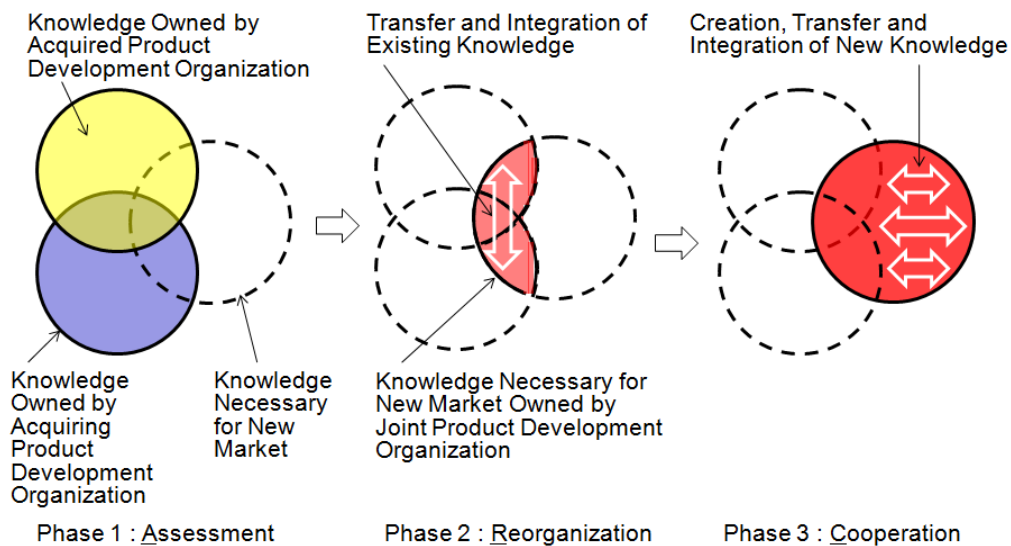 Knowledge Owned by
Acquired Product
Development Organization
Transfer and Integration of
Existing Knowledge
Creation, Transfer and
Integration of New Knowledge
Knowledge
Owned by
Acquiring
Product
Development
Organization
Knowledge
Necessary
for New
Market
Knowledge Necessary for
New Market Owned by
Joint Product Development
Organization
Phase 1 : Assessment
Phase 2 : Reorganization
Phase 3 : Cooperation